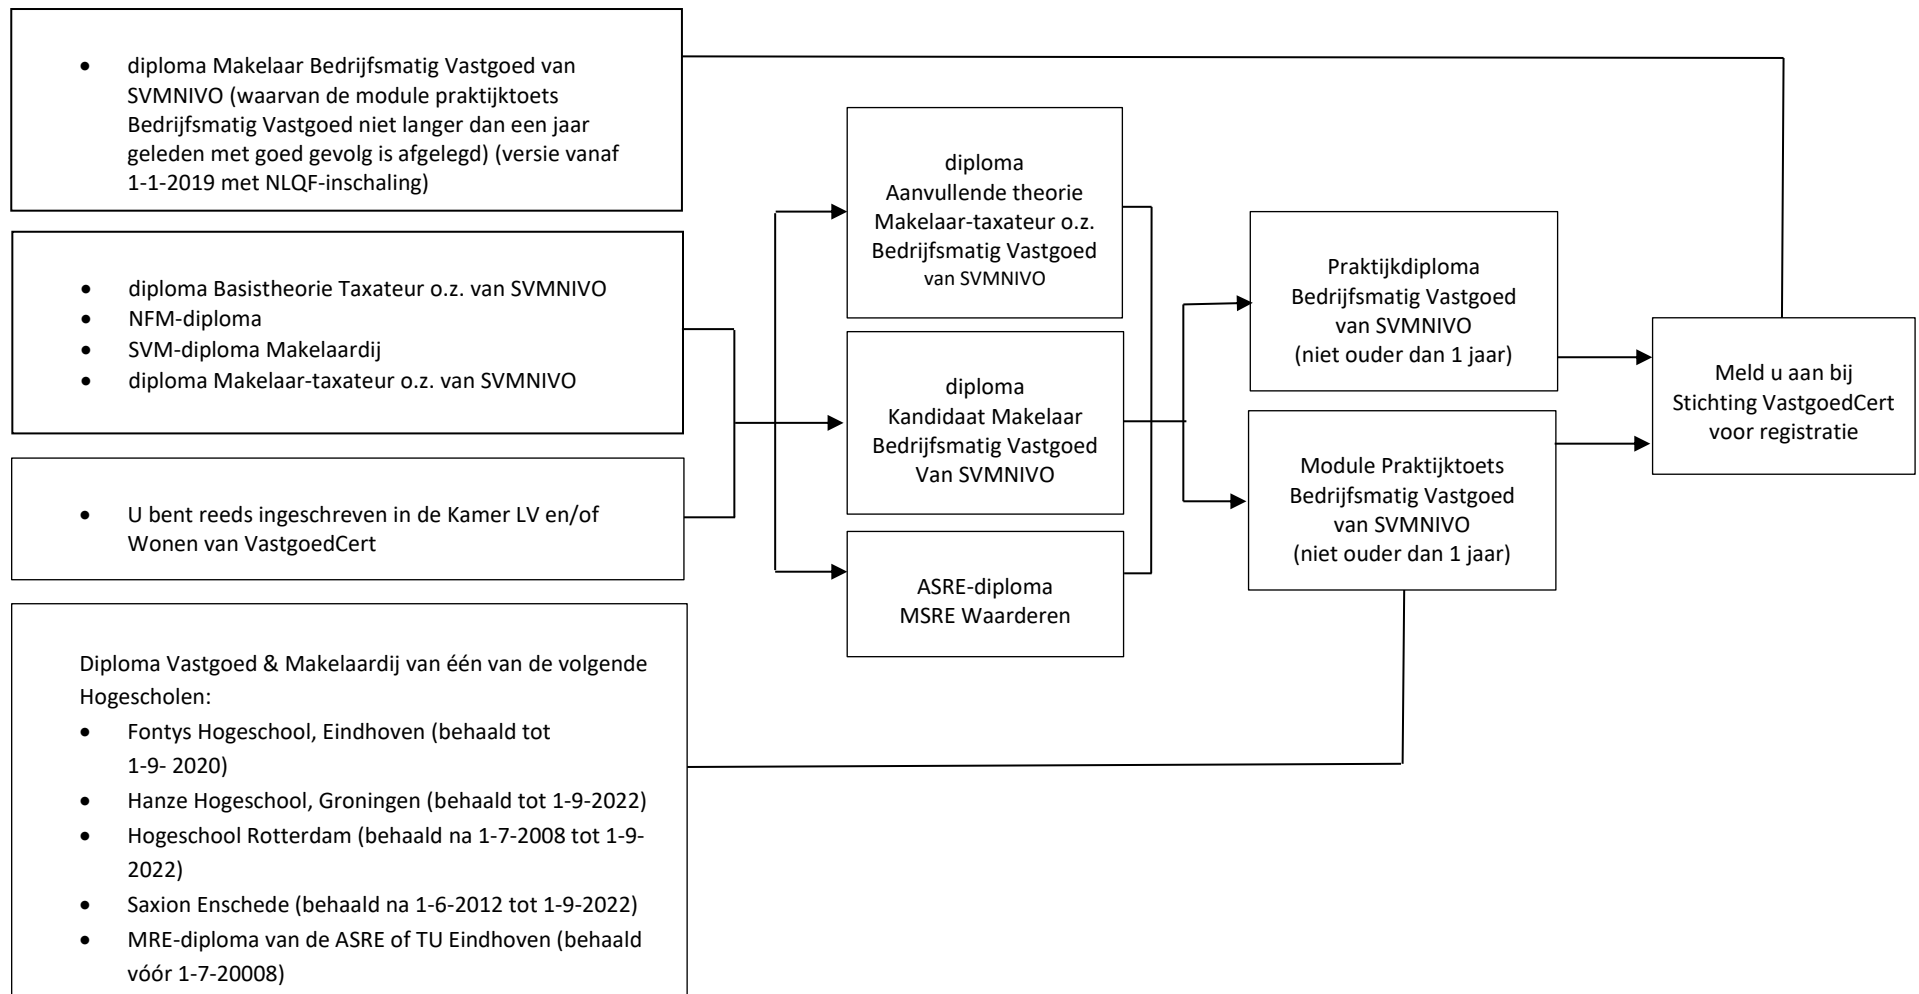 • diploma Makelaar Bedrijfsmatig Vastgoed van
SVMNIVO (waarvan de module praktijktoets
Bedrijfsmatig Vastgoed niet langer dan een jaar
geleden met goed gevolg is afgelegd) (versie vanaf
1-1-2019 met NLQF-inschaling)
• diploma Basistheorie Taxateur o.z. van SVMNIVO
• NFM-diploma
• SVM-diploma Makelaardij
• diploma Makelaar-taxateur o.z. van SVMNIVO
• U bent reeds ingeschreven in de Kamer LV en/of
Wonen van VastgoedCert
Diploma Vastgoed & Makelaardij van één van de volgende
Hogescholen:
• Fontys Hogeschool, Eindhoven (behaald tot
1-9- 2020)
• Hanze Hogeschool, Groningen (behaald tot 1-9-2022)
• Hogeschool Rotterdam (behaald na 1-7-2008 tot 1-9-
2022)
• Saxion Enschede (behaald na 1-6-2012 tot 1-9-2022)
• MRE-diploma van de ASRE of TU Eindhoven (behaald
vóór 1-7-20008)
diploma
Aanvullende theorie
Makelaar-taxateur o.z.
Bedrijfsmatig Vastgoed
van SVMNIVO
diploma
Kandidaat Makelaar
Bedrijfsmatig Vastgoed
Van SVMNIVO
ASRE-diploma
MSRE Waarderen
Praktijkdiploma
Bedrijfsmatig Vastgoed
van SVMNIVO
(niet ouder dan 1 jaar)
Module Praktijktoets
Bedrijfsmatig Vastgoed
van SVMNIVO
(niet ouder dan 1 jaar)
Meld u aan bij
Stichting VastgoedCert
voor registratie